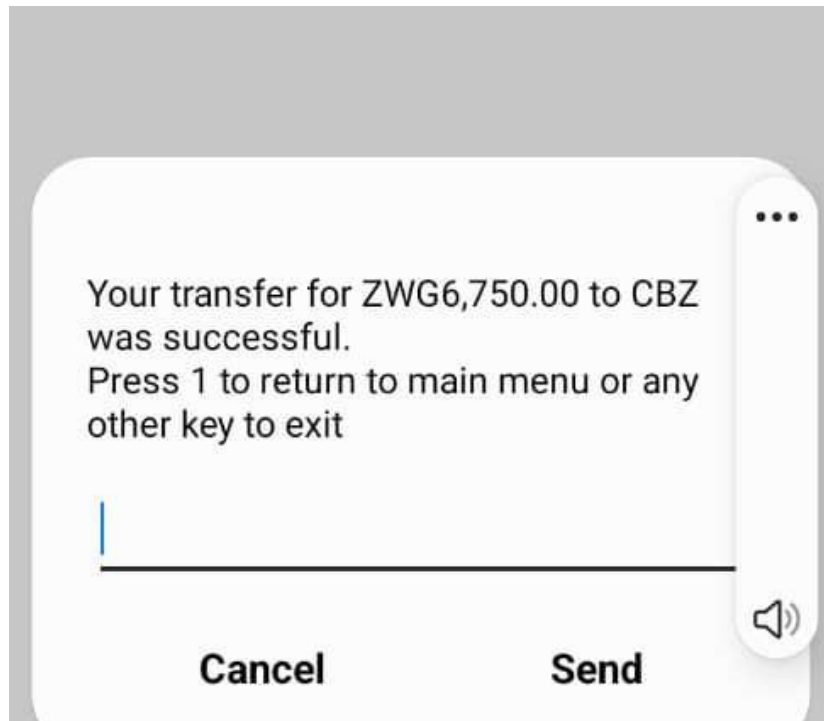 Your transfer for ZWG6,750.00 to CBZ
was successful.
Press 1 to return to main menu or any
other key to exit
Cancel Send